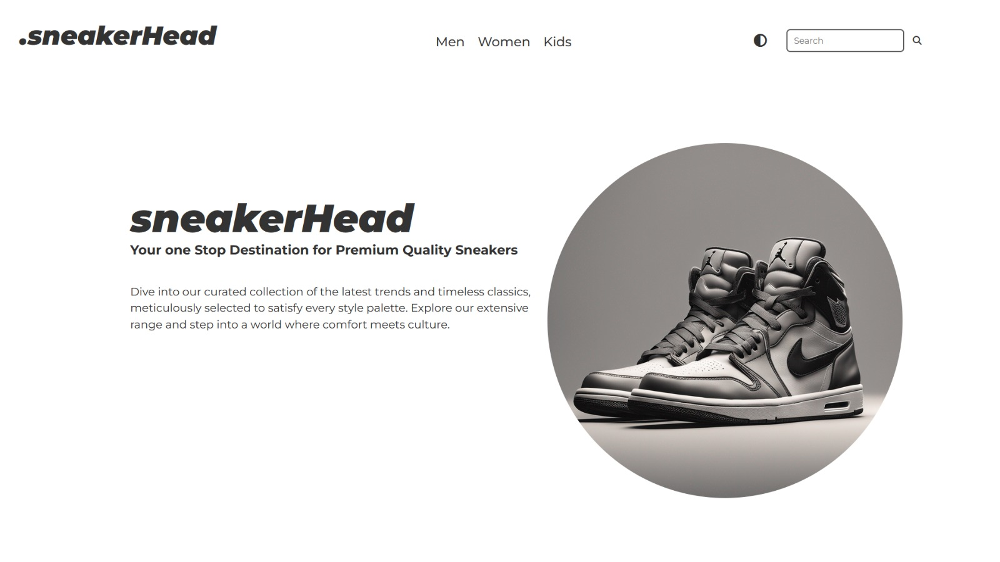 .sneakerHead
Men Women Kids
Search
sneakerHead
Your one Stop Destination for Premium Quality Sneakers
Dive into our curated collection of the latest trends and timeless classics,
meticulously selected to satisfy every style palette. Explore our extensive
range and step into a world where comfort meets culture.